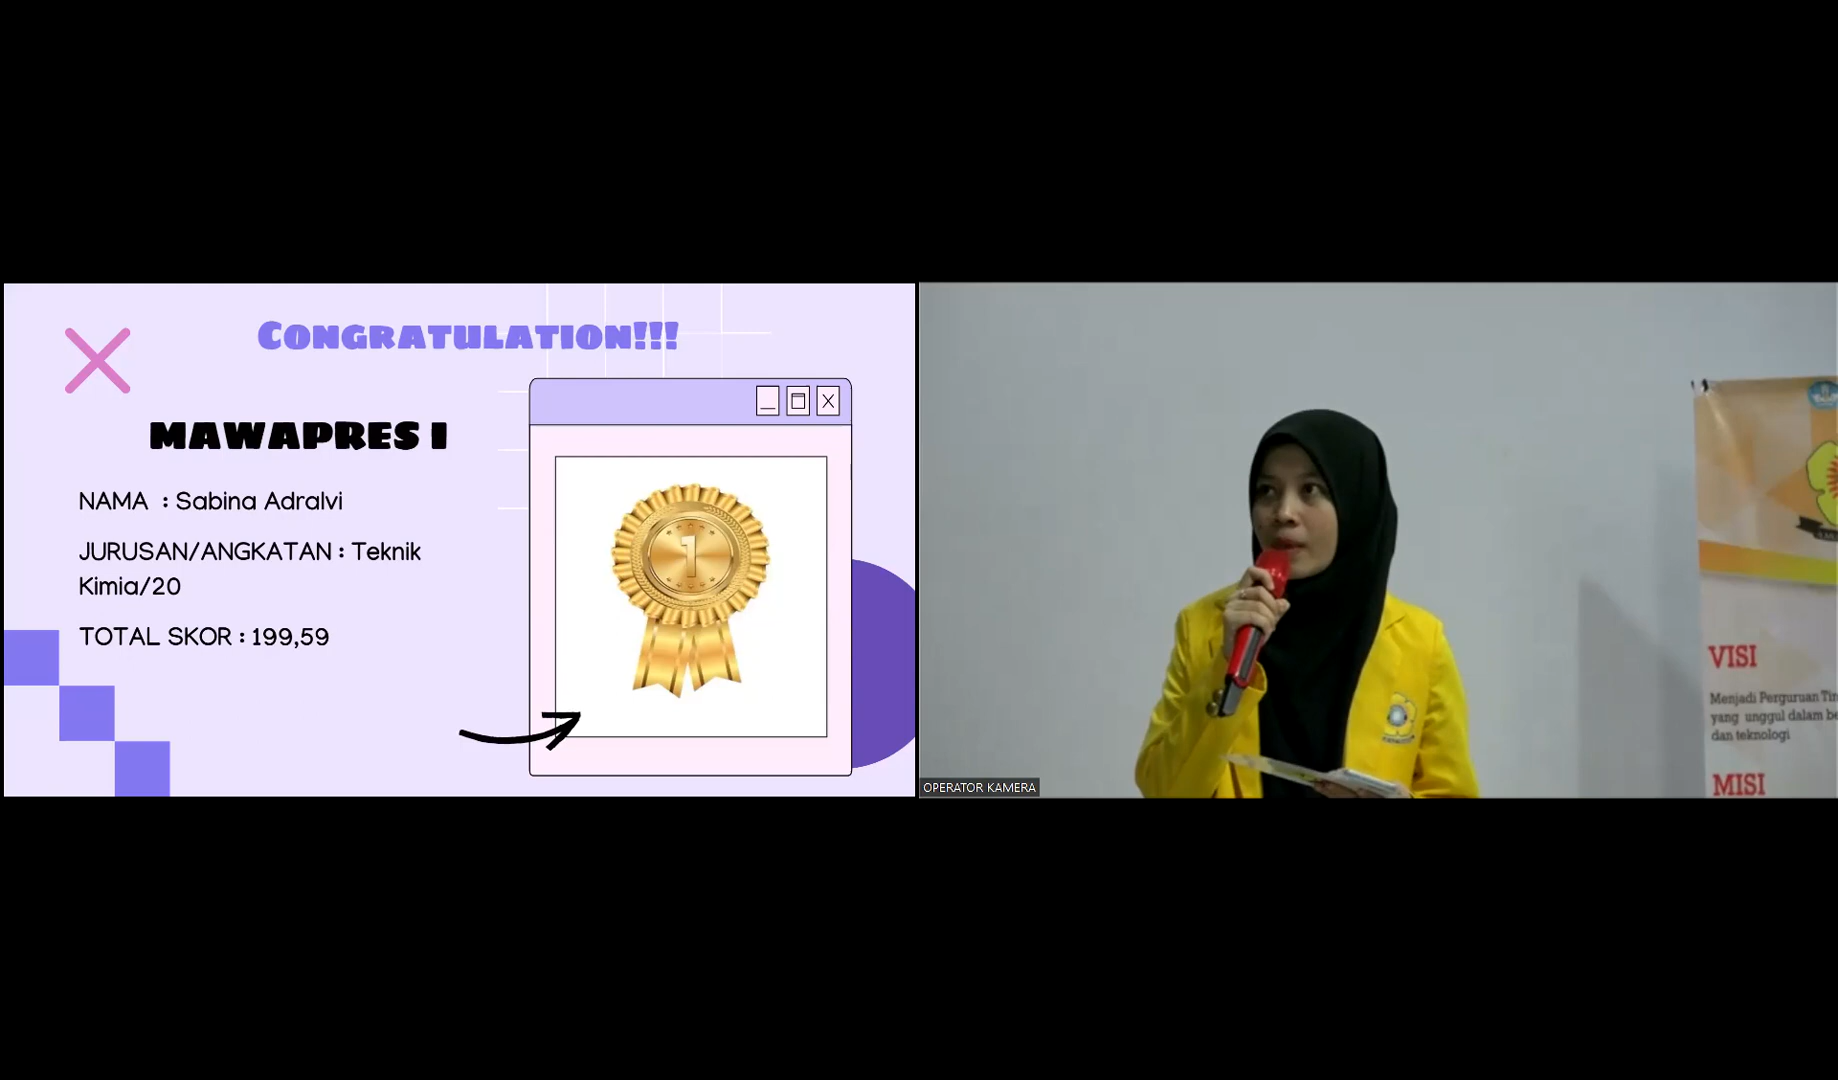 Congratulation!!!
MAWAPRES I
NAMA : Sabina Adralvi
JURUSAN/ANGKATAN : Teknik
Kimia/20
TOTAL SKOR : 199,59
1
X
OPERATOR KAMERA
VISI
Menjadi Perguruan
yang unggul dalam
dan teknologi
MISI